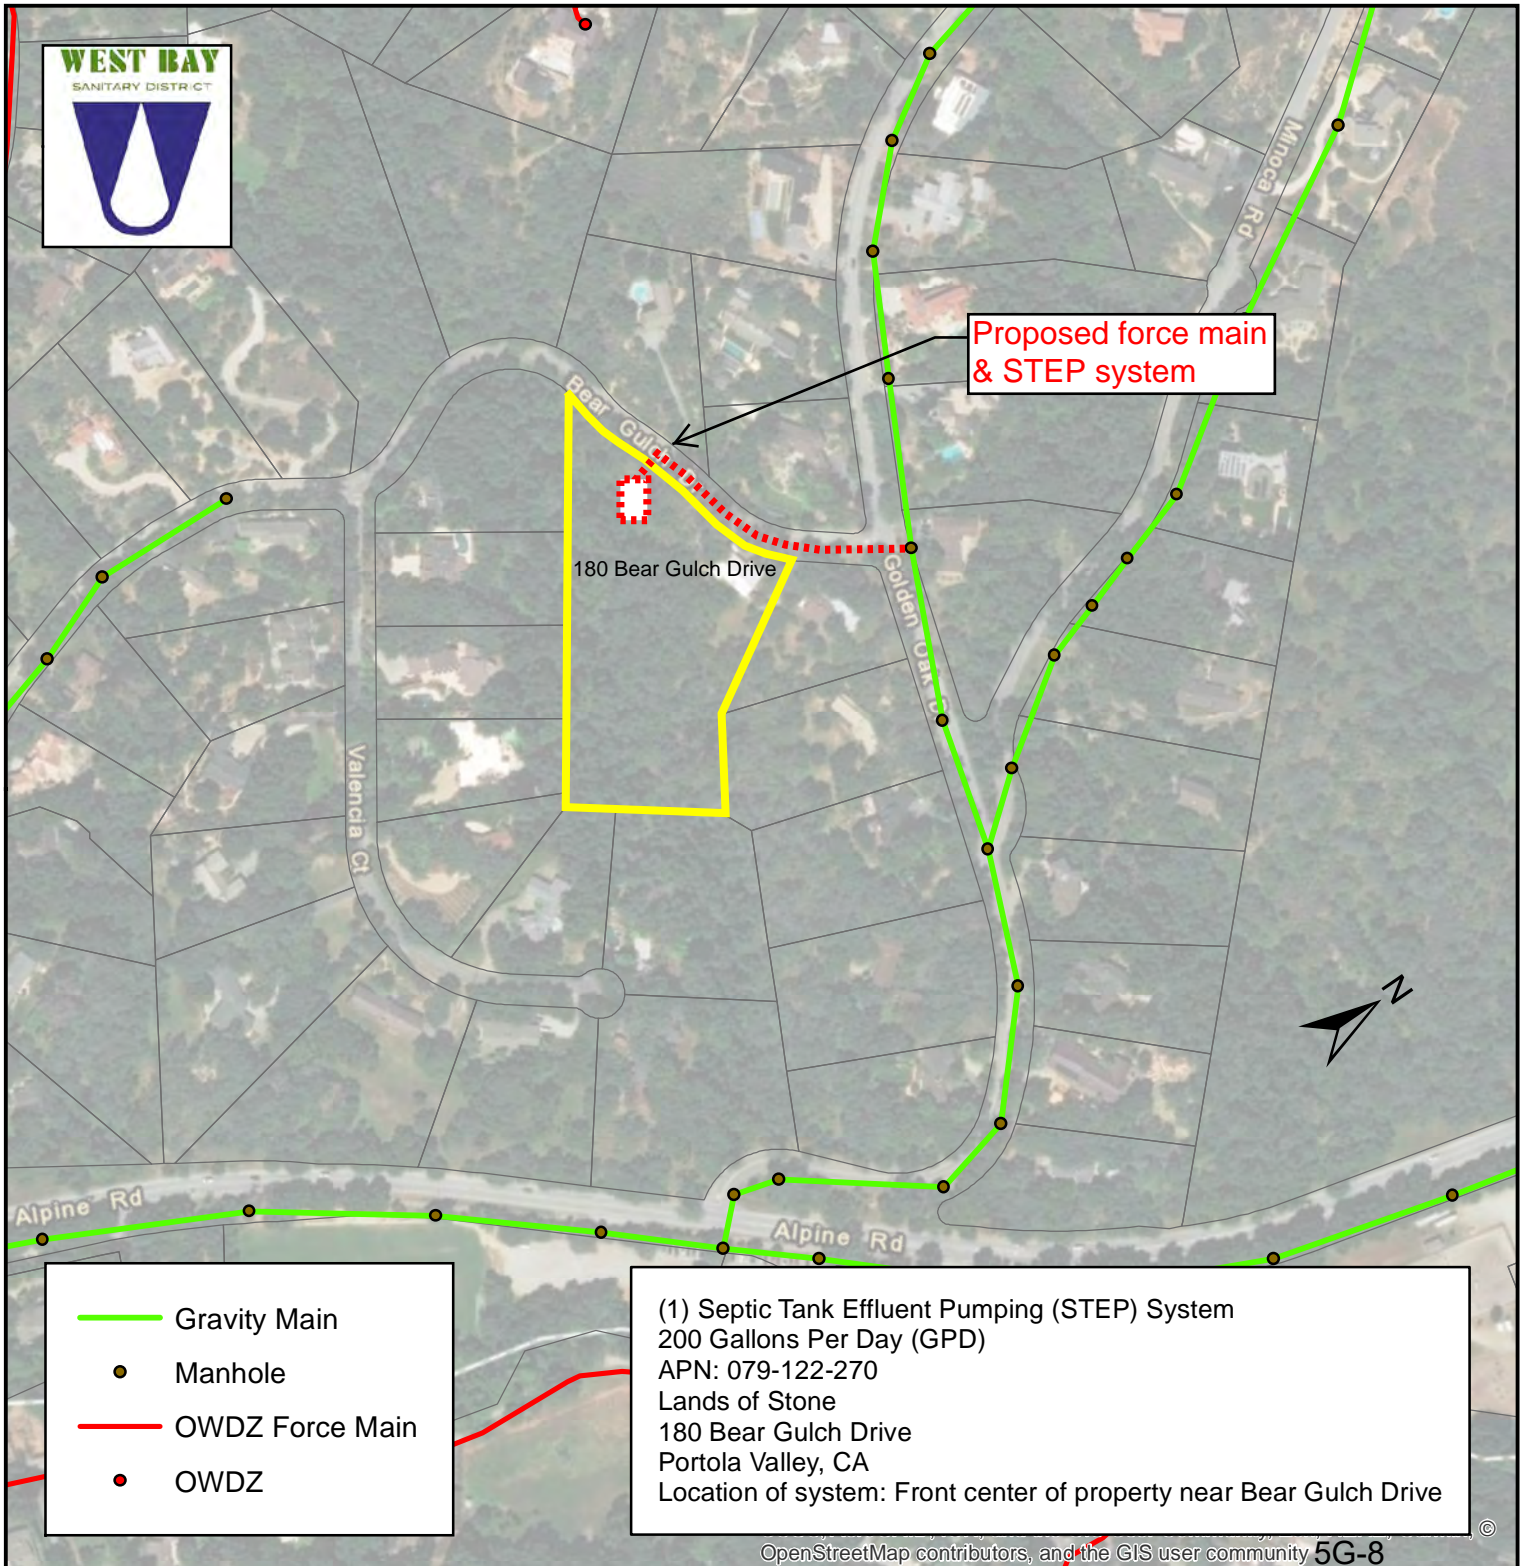 WEST BAY
SANITARY DISTRICT
Minoca Rd
Proposed force main
& STEP system
Bear Gulch D
180 Bear Gulch Drive
Golden Oak D
Valencia Ct
N
Alpine Rd
Alpine Rd
Gravity Main
Manhole
OWDZ Force Main
OWDZ
(1) Septic Tank Effluent Pumping (STEP) System
200 Gallons Per Day (GPD)
APN: 079-122-270
Lands of Stone
180 Bear Gulch Drive
Portola Valley, CA
Location of system: Front center of property near Bear Gulch Drive
©
OpenStreetMap contributors, and the GIS user community
5G-8